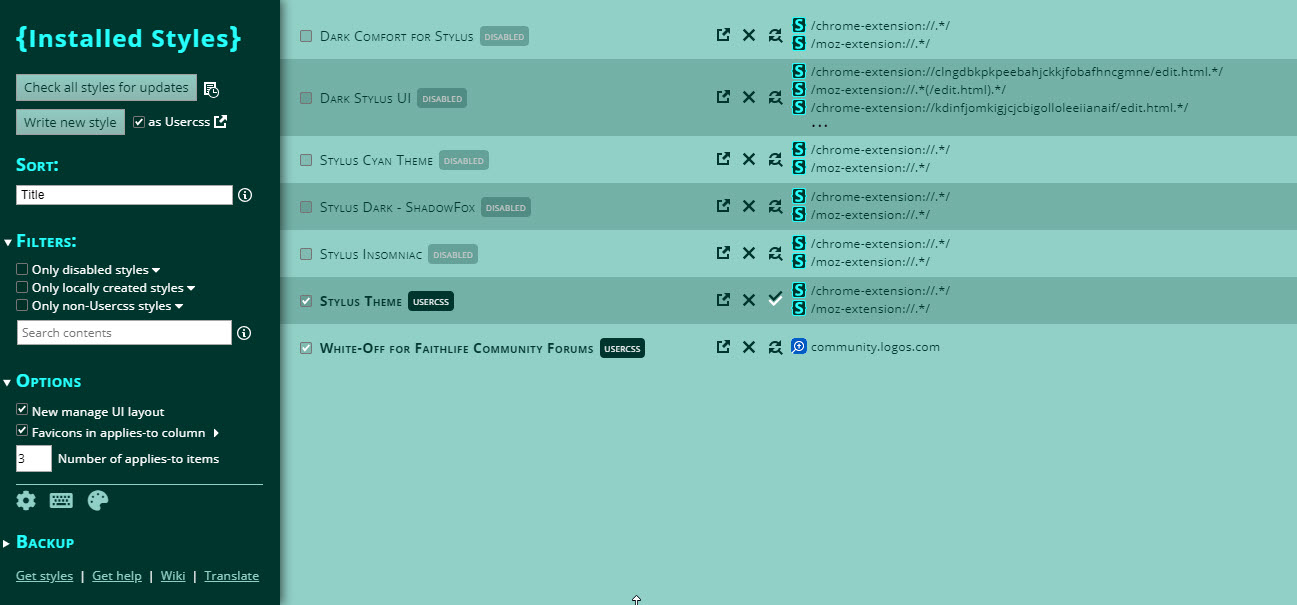 {Installed Styles}
Check all styles for updates
Write new style
as Usercss
Sort:
Title
Filters:
Only disabled styles
Only locally created styles
Only non-Usercss styles
Search contents
Options
New manage UI layout
Favicons in applies-to column
3 Number of applies-to items
Backup
Get styles | Get help | Wiki | Translate
Dark Comfort for Stylus DISABLED
/chrome-extension://.*/
/moz-extension://.*/
Dark Stylus UI DISABLED
/chrome-extension://clngdbkpkpeebahjckkjfobafhncgmne/edit.html.*/
/moz-extension://.*(/edit.html).*/
/chrome-extension://kdinfjomkigjcjcbigolloleeiianaif/edit.html.*/
...
Stylus Cyan Theme DISABLED
/chrome-extension://.*/
/moz-extension://.*/
Stylus Dark - ShadowFox DISABLED
/chrome-extension://.*/
/moz-extension://.*/
Stylus Insomniac DISABLED
/chrome-extension://.*/
/moz-extension://.*/
Stylus Theme USERCSS
/chrome-extension://.*/
/moz-extension://.*/
White-Off for Faithlife Community Forums USERCSS
community.logos.com